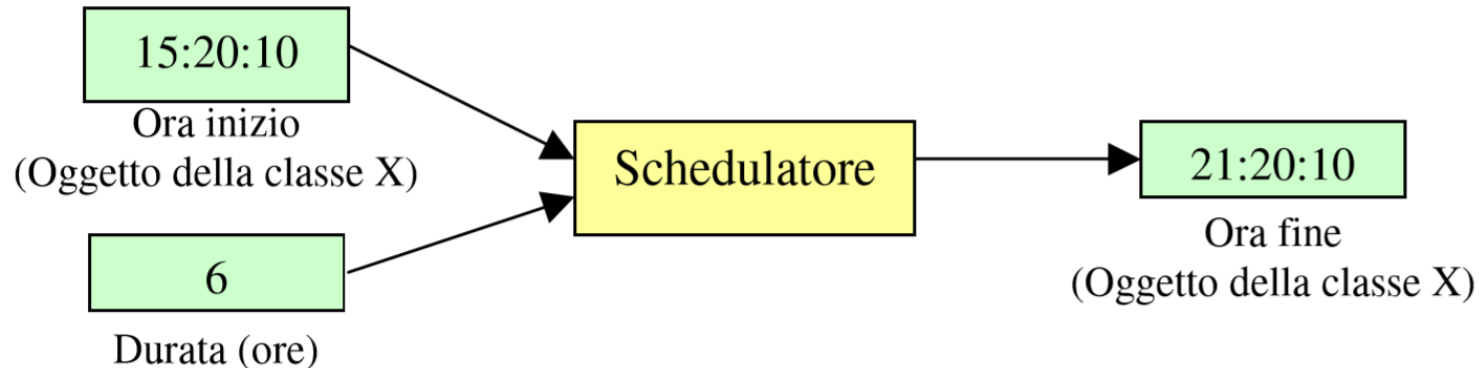 15:20:10
Ora inizio
(Oggetto della classe X)
6
Durata (ore)
Schedulatore
21:20:10
Ora fine
(Oggetto della classe X)